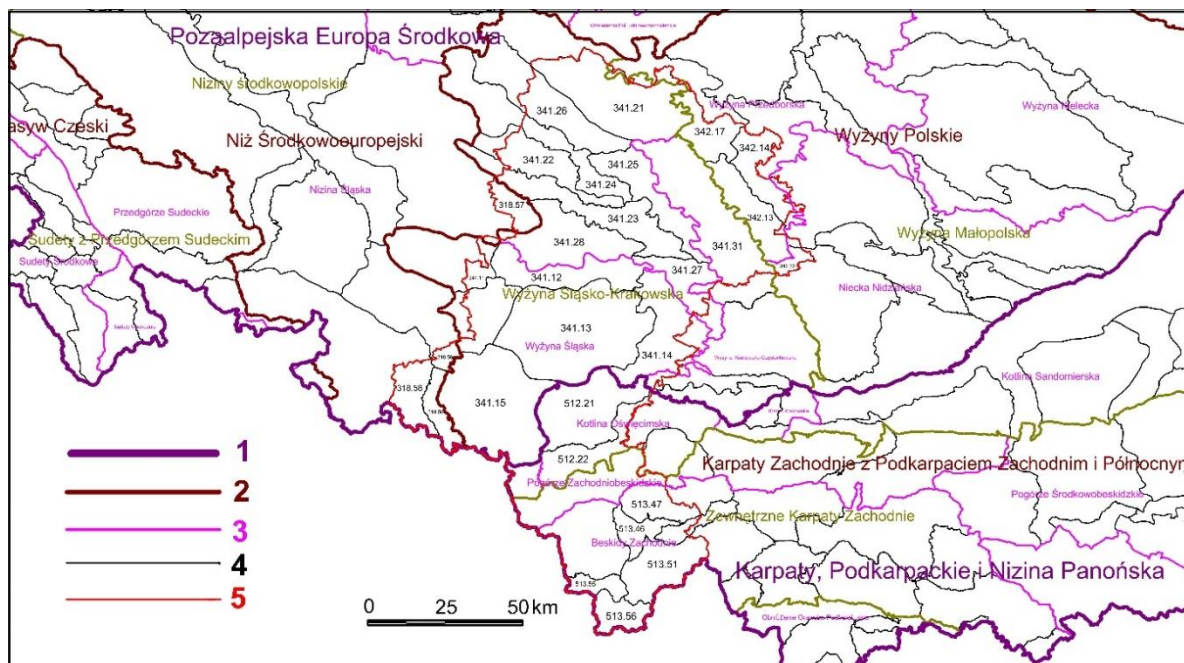 Pozaalpejska Europa Środkowa
Niziny środkowopolskie
341.26
341.21
Wyżyna Przedborska
Wyżyna Kielecka
asyw Czeski
Niż Środkowoeuropejski
342.17
Wyżyny Polskie
342.14
341.22
341.25
341.24
Nizina Śląska
318.57
341.23
342.13
Przedgórze Sudeckie
Sudety z Przedgórzem Sudeckim
Sudety Środkowe
341.28
341.31
Wyżyna Małopolska
341.27
341.12
Wyżyna Śląsko-Krakowska
Niecka Nidziańska
341.13
Wyżyna Śląska
341.14
318.58
341.15
512.21
Kotlina Sandomierska
Kotlina Oświęcimska
512.22
Karpaty Zachodnie z Podkarpaciem Zachodnim i Północnym
Pogórze Zachodniobeskidzkie
Pogórze Środkowobeskidzkie
513.47
Zewnętrzne Karpaty Zachodnie
513.46
Beskidy Zachodnie
513.51
Karpaty, Podkarpackie i Nizina Panońska
513.55
513.56
1
2
3
4
5
0 25 50 km